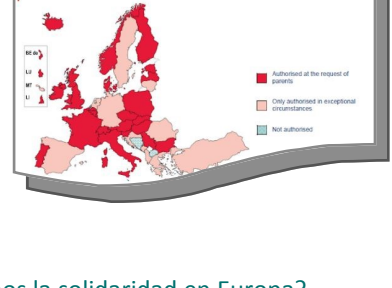 BE de
LU
MT
LI
Authorised at the request of
parents
Only authorised in exceptional
circumstances
Not authorised
os la solidaridad en Europa?